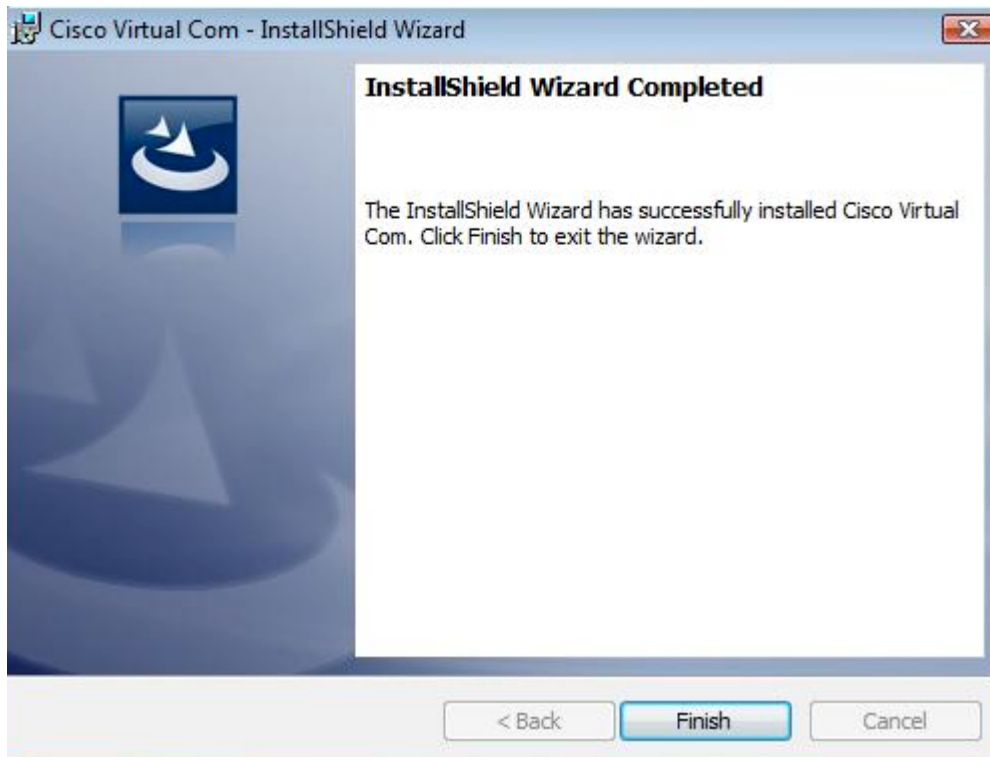 Cisco Virtual Com - InstallShield Wizard
InstallShield Wizard Completed
The InstallShield Wizard has successfully installed Cisco Virtual
Com. Click Finish to exit the wizard.
< Back
Finish
Cancel